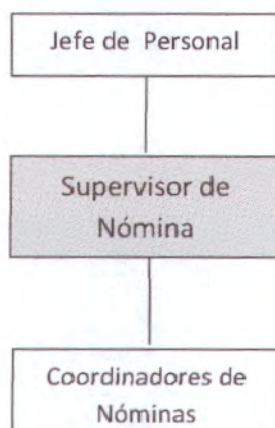 Jefe de Personal
Supervisor de
Nómina
Coordinadores de
Nóminas